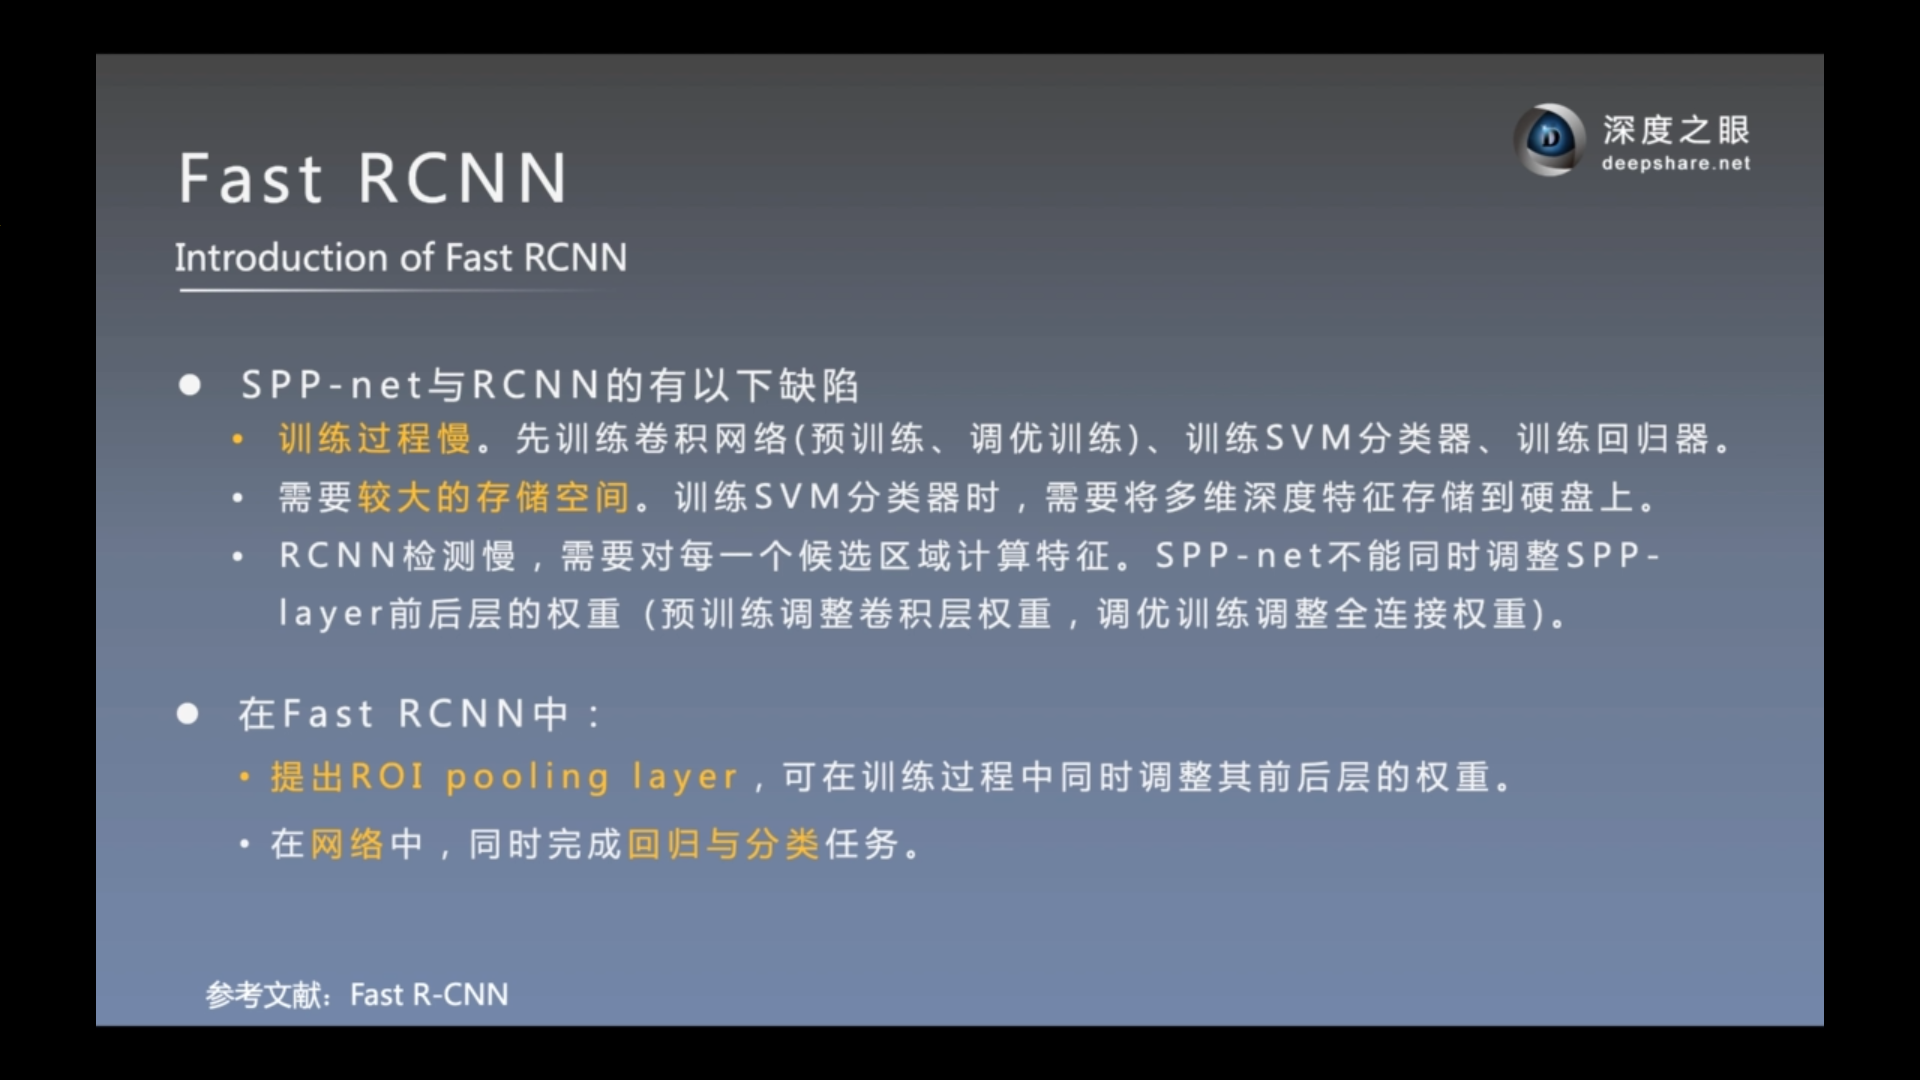 深度之眼
deepshare.net
Fast RCNN
Introduction of Fast RCNN
● SPP-net与RCNN的有以下缺陷
• 训练过程慢。先训练卷积网络(预训练、调优训练)、训练SVM分类器、训练回归器。
• 需要较大的存储空间。训练SVM分类器时，需要将多维深度特征存储到硬盘上。
• RCNN检测慢，需要对每一个候选区域计算特征。SPP-net不能同时调整SPP-
layer前后层的权重 (预训练调整卷积层权重，调优训练调整全连接权重)。
● 在Fast RCNN中：
• 提出ROI pooling layer，可在训练过程中同时调整其前后层的权重。
• 在网络中，同时完成回归与分类任务。
参考文献：Fast R-CNN